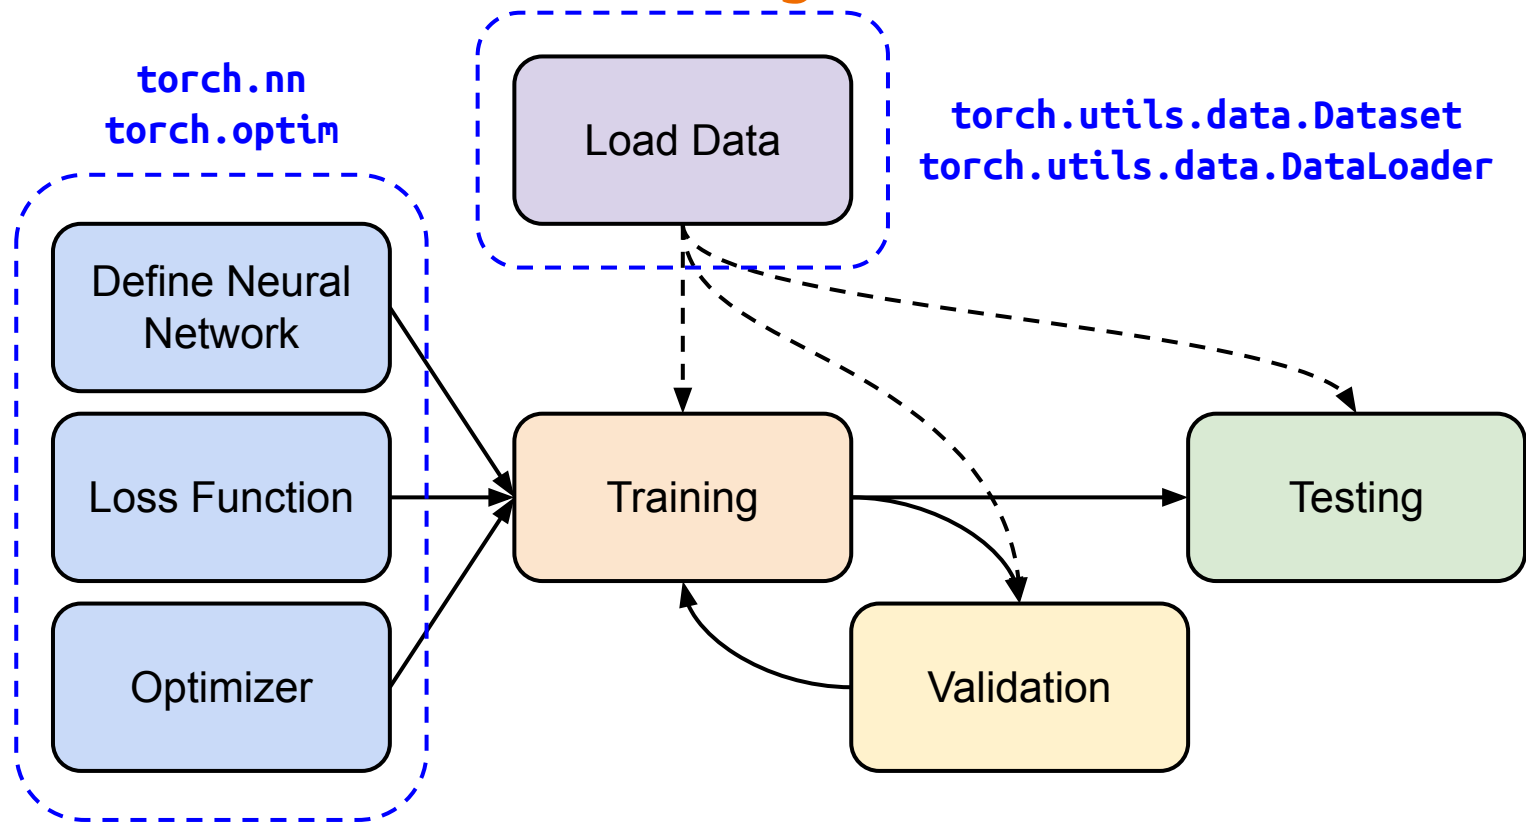 torch.nn
torch.optim
Load Data
torch.utils.data.Dataset
torch.utils.data.DataLoader
Define Neural
Network
Loss Function
Training
Testing
Optimizer
Validation